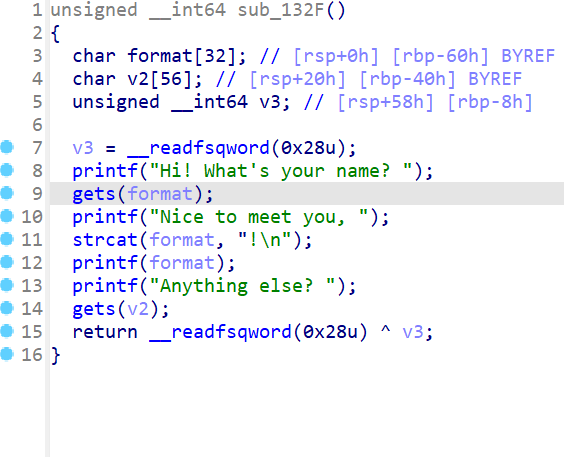 1 unsigned __int64 sub_132F()
2 {
3   char format[32]; // [rsp+0h] [rbp-60h] BYREF
4   char v2[56]; // [rsp+20h] [rbp-40h] BYREF
5   unsigned __int64 v3; // [rsp+58h] [rbp-8h]
6
7   v3 = __readfsqword(0x28u);
8   printf("Hi! What's your name? ");
9   gets(format);
10   printf("Nice to meet you, ");
11   strcat(format, "!\n");
12   printf(format);
13   printf("Anything else? ");
14   gets(v2);
15   return __readfsqword(0x28u) ^ v3;
16 }